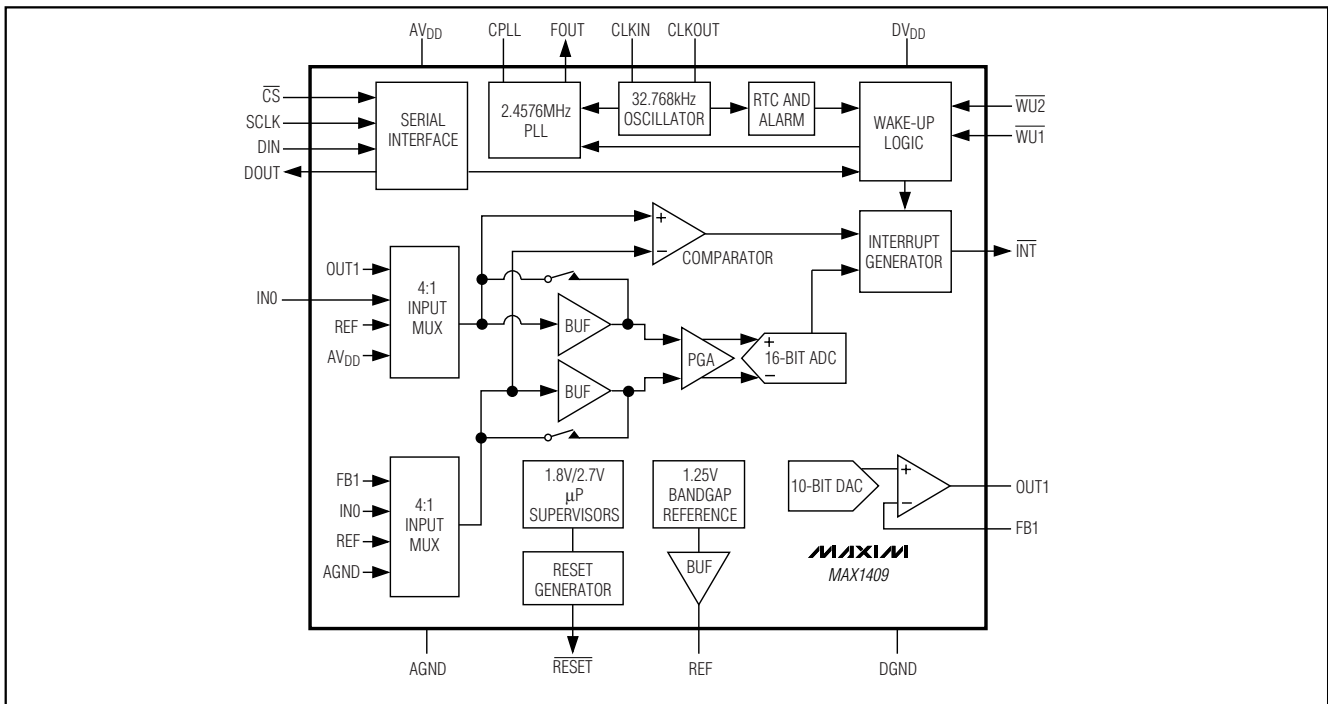 AVDD
CPLL
FOUT
CLKIN
CLKOUT
DVDD
CS
SCLK
DIN
DOUT
SERIAL
INTERFACE
2.4576MHz
PLL
32.768kHz
OSCILLATOR
RTC AND
ALARM
WAKE-UP
LOGIC
WU2
WU1
OUT1
IN0
REF
AVDD
4:1
INPUT
MUX
+
−
COMPARATOR
INTERRUPT
GENERATOR
INT
BUF
BUF
PGA
+
−
16-BIT ADC
FB1
IN0
REF
AGND
4:1
INPUT
MUX
1.8V/2.7V
μP
SUPERVISORS
RESET
GENERATOR
1.25V
BANDGAP
REFERENCE
BUF
10-BIT DAC
+
−
OUT1
FB1
MAXIM
MAX1409
AGND
RESET
REF
DGND